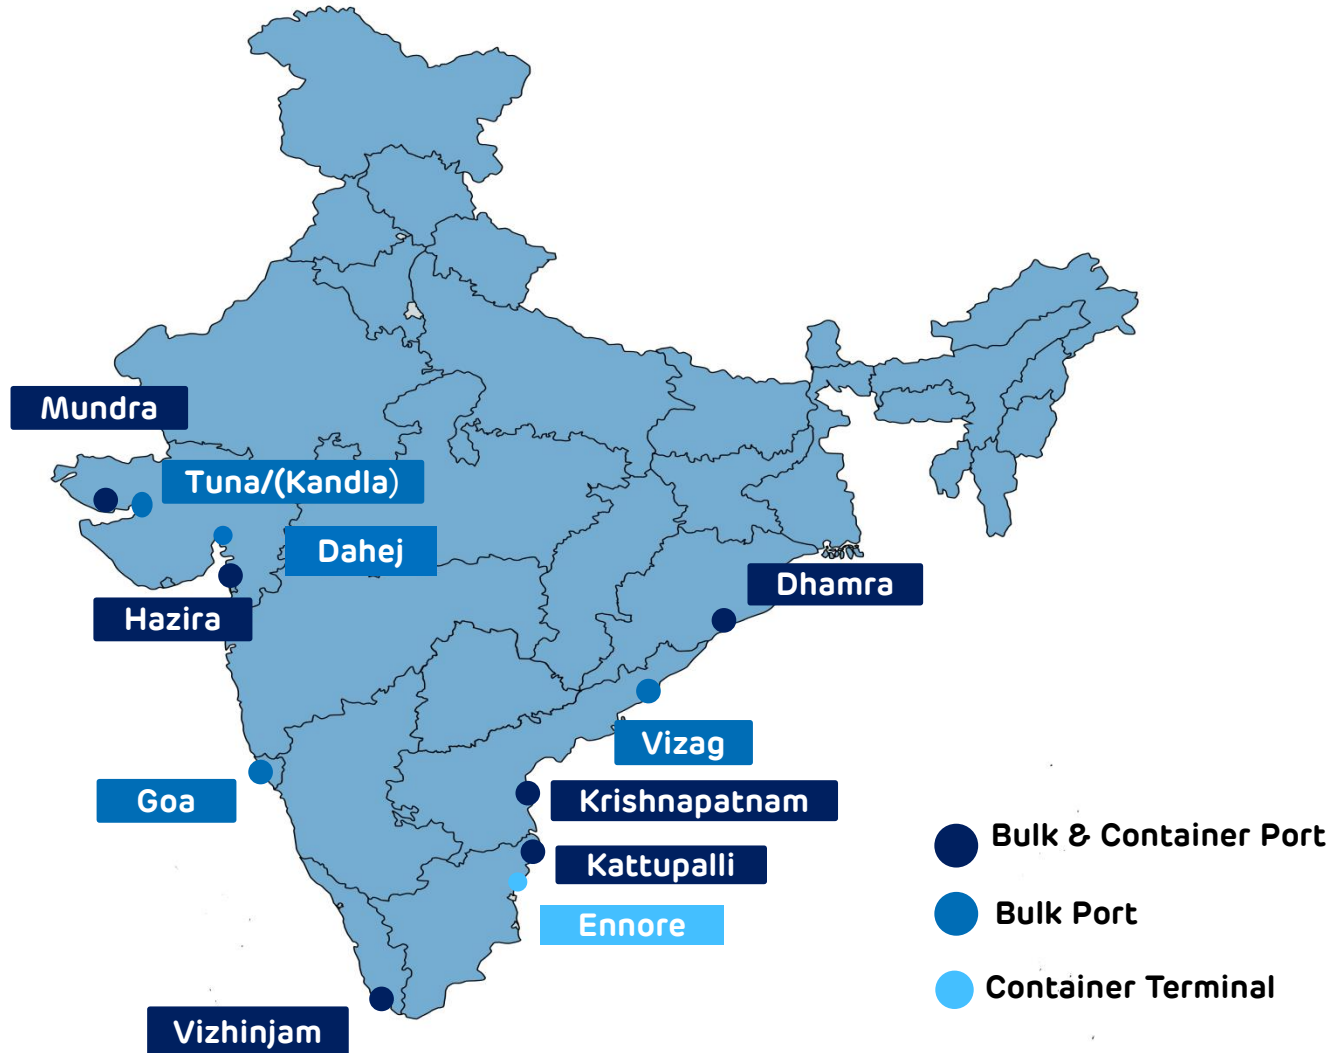 Mundra
Tuna/(Kandla)
Dahej
Hazira
Dhamra
Vizag
Goa
Krishnapatnam
Kattupalli
Ennore
Vizhinjam
Bulk & Container Port
Bulk Port
Container Terminal